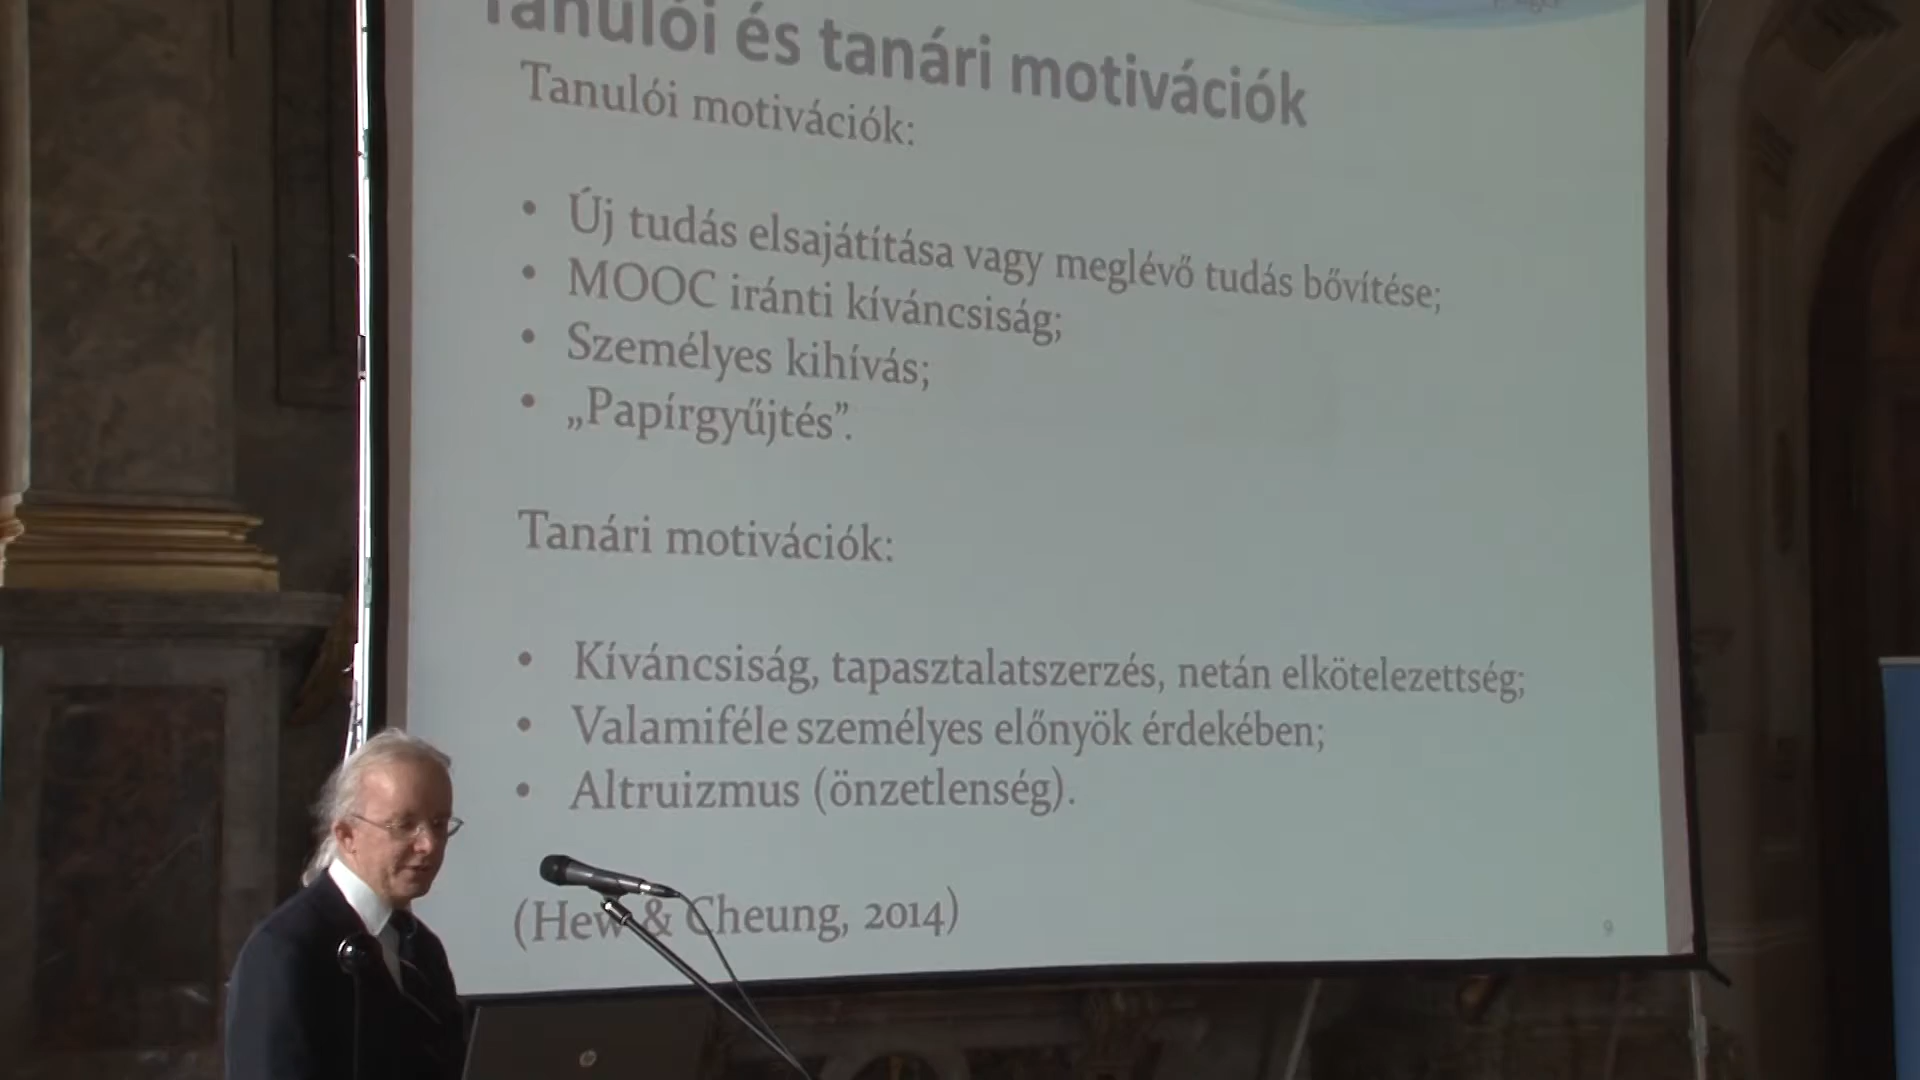 Tanulói és tanári motivációk
Tanulói motivációk:
• Új tudás elsajátítása vagy meglévő tudás bővítése;
• MOOC iránti kíváncsiság;
• Személyes kihívás;
• „Papírgyűjtés”.
Tanári motivációk:
• Kíváncsiság, tapasztalatszerzés, netán elkötelezettség;
• Valamiféle személyes előnyök érdekében;
• Altruizmus (önzetlenség).
(Hew & Cheung, 2014)
9
hp